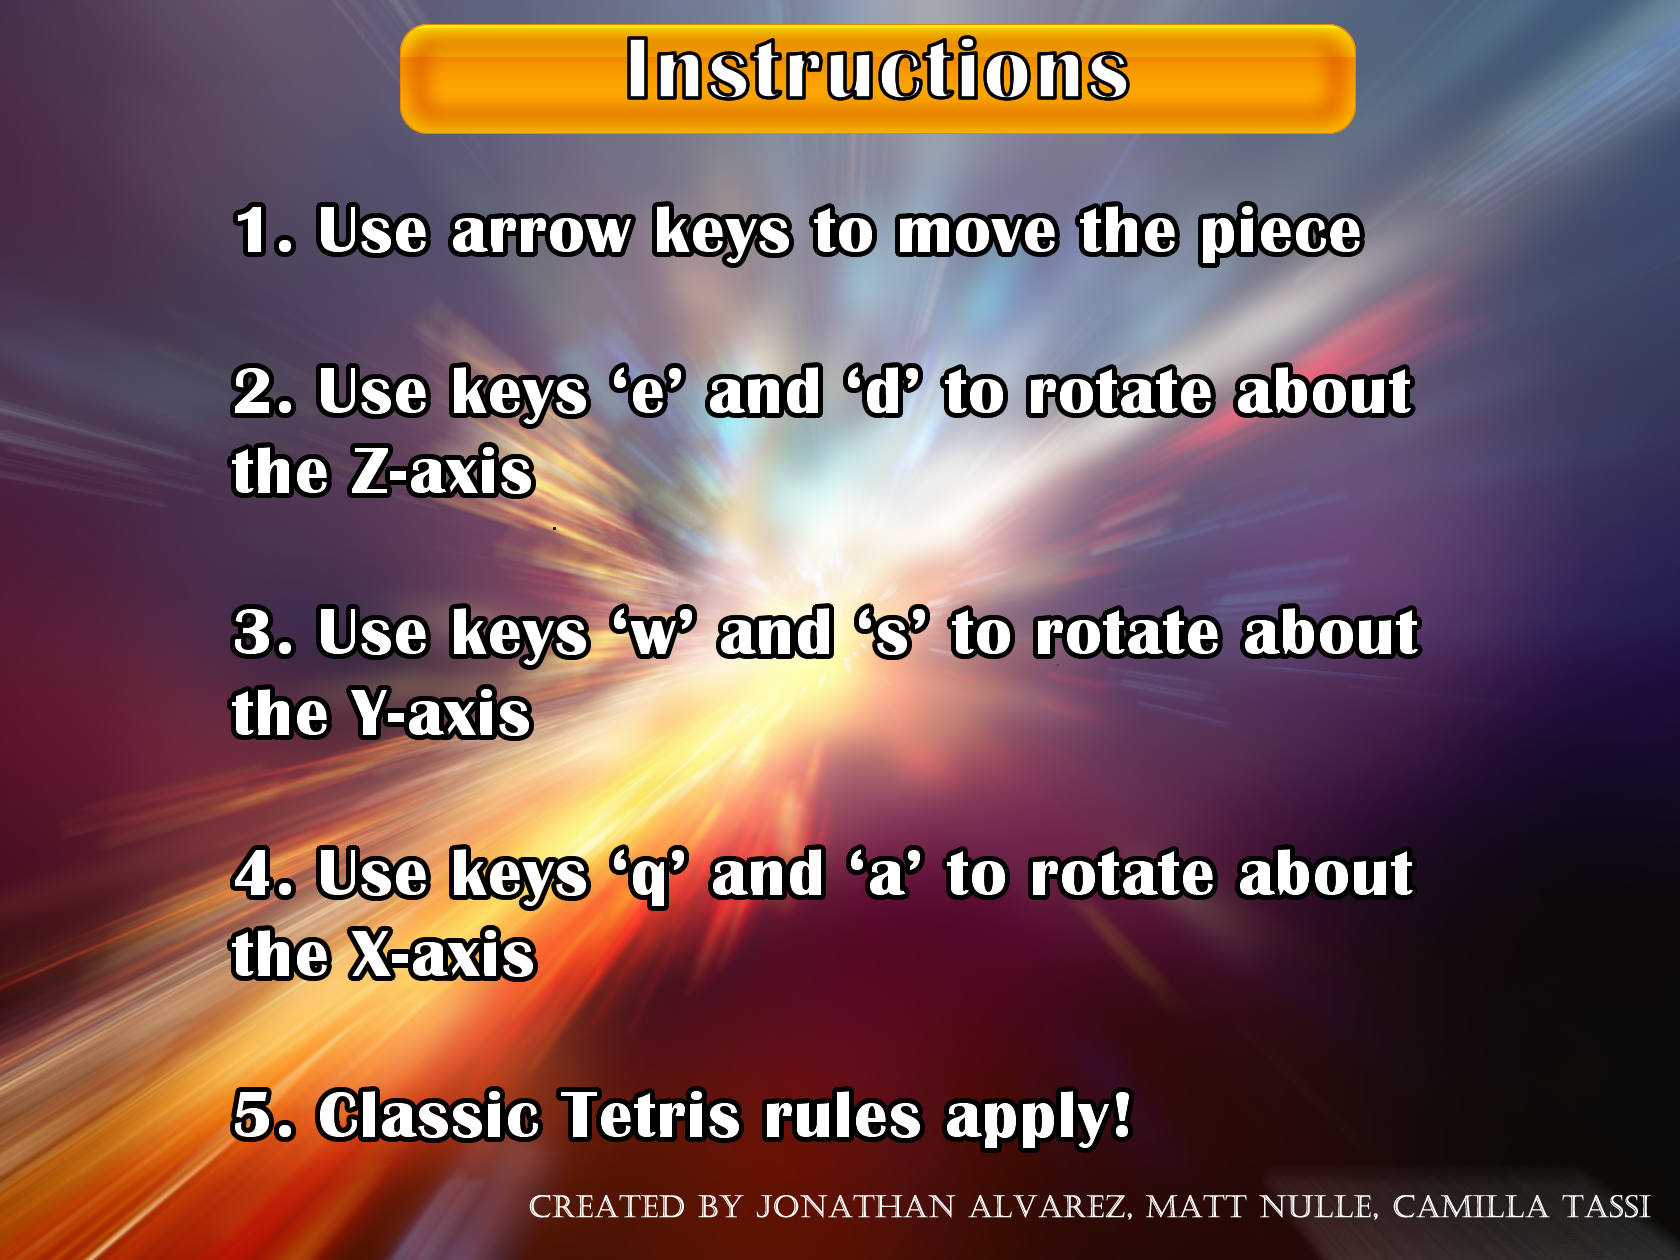 Instructions
1. Use arrow keys to move the piece
2. Use keys ‘e’ and ‘d’ to rotate about
the Z-axis
3. Use keys ‘w’ and ‘s’ to rotate about
the Y-axis
4. Use keys ‘q’ and ‘a’ to rotate about
the X-axis
5. Classic Tetris rules apply!
CREATED BY JONATHAN ALVAREZ, MATT NULLE, CAMILLA TASSI